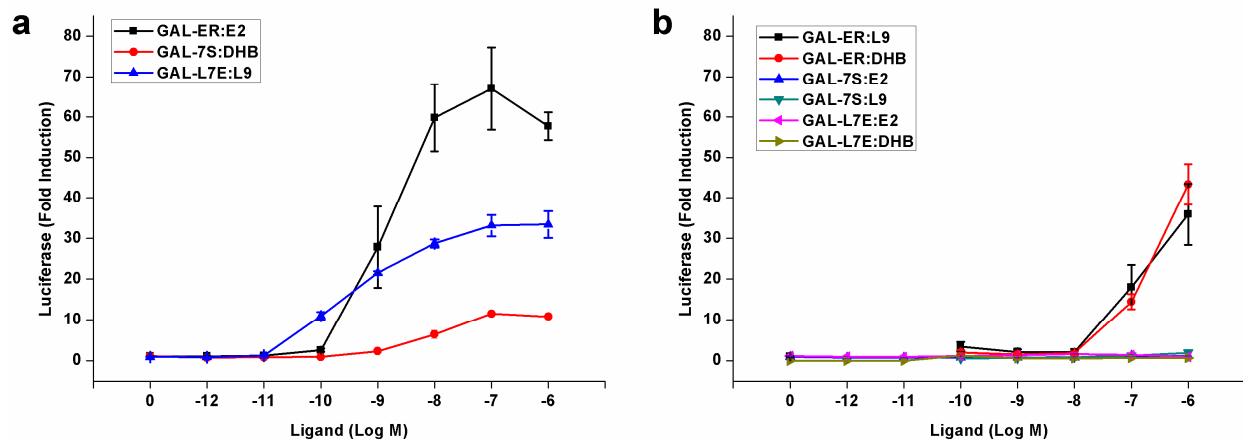 a
GAL-ER:E2
GAL-7S:DHB
GAL-L7E:L9
80
70
60
50
40
30
20
10
0
Luciferase (Fold Induction)
0 -12 -11 -10 -9 -8 -7 -6
Ligand (Log M)
b
GAL-ER:L9
GAL-ER:DHB
GAL-7S:E2
GAL-7S:L9
GAL-L7E:E2
GAL-L7E:DHB
80
70
60
50
40
30
20
10
0
Luciferase (Fold Induction)
0 -12 -11 -10 -9 -8 -7 -6
Ligand (Log M)